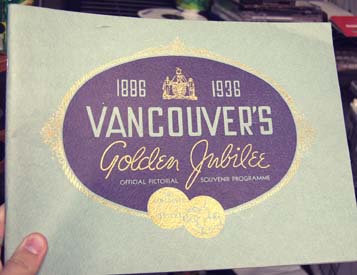 1886 1936
VANCOUVER'S
Golden Jubilee
OFFICIAL PICTORIAL SOUVENIR PROGRAMME